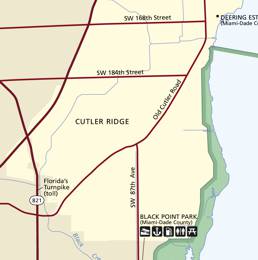 SW 168th Street
DEERING EST
(Miami-Dade C
SW 184th Street
Old Cutler Road
CUTLER RIDGE
Florida's
Turnpike
(toll)
821
SW 87th Ave
BLACK POINT PARK
(Miami-Dade County)
Black